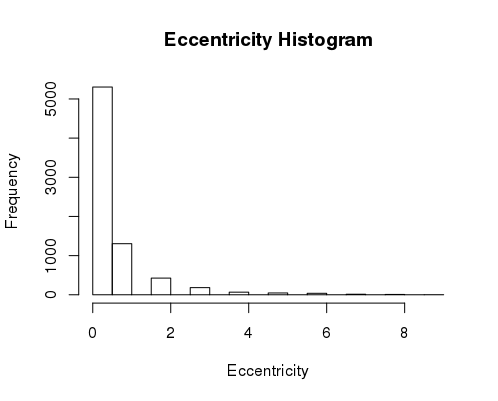 Eccentricity Histogram
5000
3000
1000
0
Frequency
0 2 4 6 8
Eccentricity